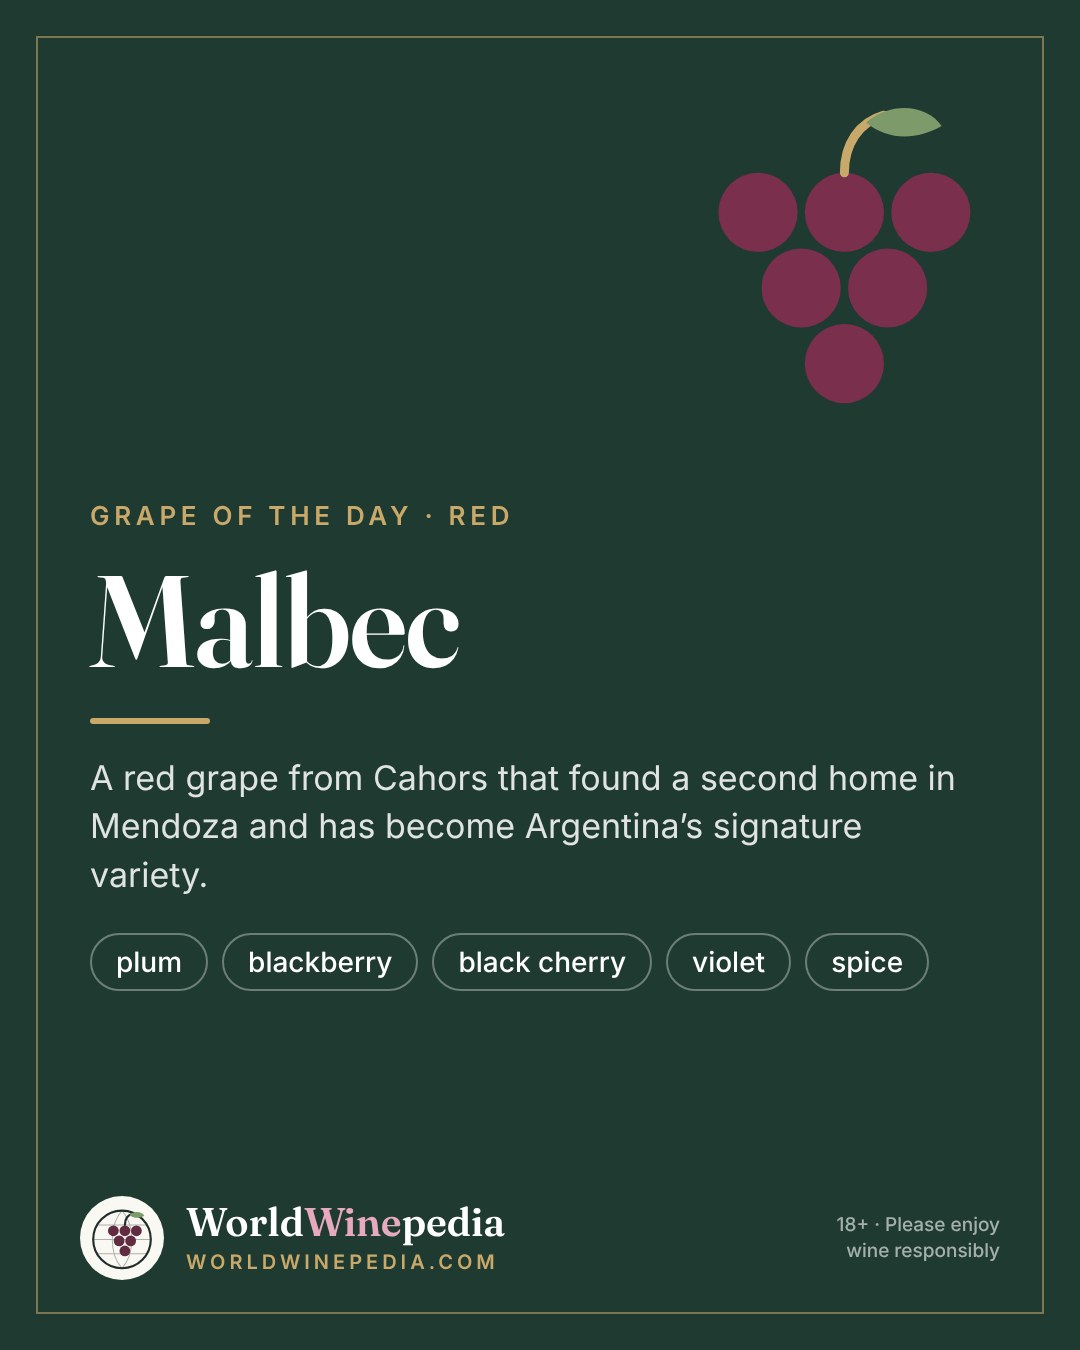 GRAPE OF THE DAY · RED
Malbec
A red grape from Cahors that found a second home in
Mendoza and has become Argentina’s signature
variety.
plum blackberry black cherry violet spice
WorldWinepedia
WORLDWINEPEDIA.COM
18+ · Please enjoy
wine responsibly